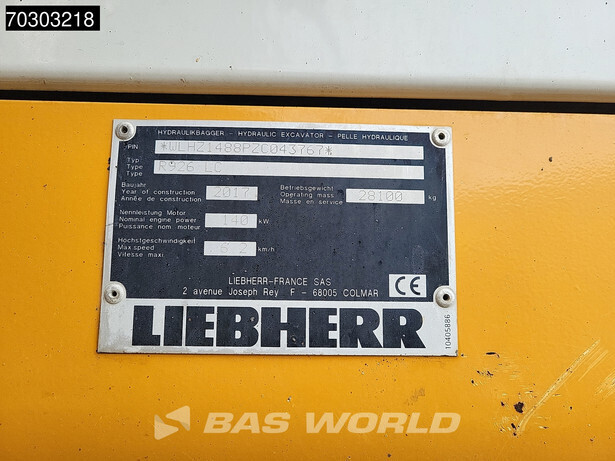 70303218
HYDRAULIKBAGGER - HYDRAULIC EXCAVATOR - PELLE HYDRAULIQUE
PIN *WLHZ1488PZC043767*
Typ
Type R926 LC
Type
Baujahr
Year of construction 2017
Année de construction
Betriebsgewicht
Operating mass 28100 kg
Masse en service
Nennleistung Motor
Nominal engine power 140 kW
Puissance nom. moteur
Höchstgeschwindigkeit
Max.speed 6.2 km/h
Vitesse maxi.
LIEBHERR-FRANCE SAS
2 avenue Joseph Rey F - 68005 COLMAR
CE
LIEBHERR
10405886
BAS WORLD